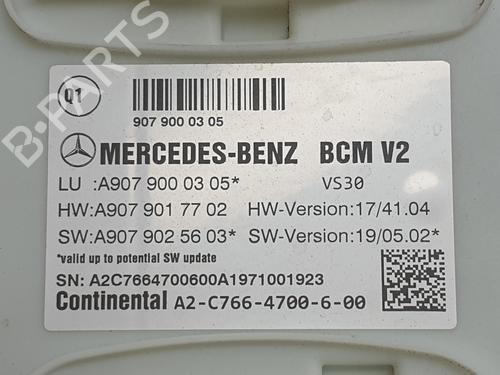 Q1
907 900 03 05
MERCEDES-BENZ BCM V2
LU :A907 900 03 05* VS30
HW:A907 901 77 02 HW-Version:17/41.04
SW:A907 902 56 03* SW-Version:19/05.02*
*valid up to potential SW update
SN: A2C7664700600A1971001923
Continental A2-C766-4700-6-00
B-PARTS